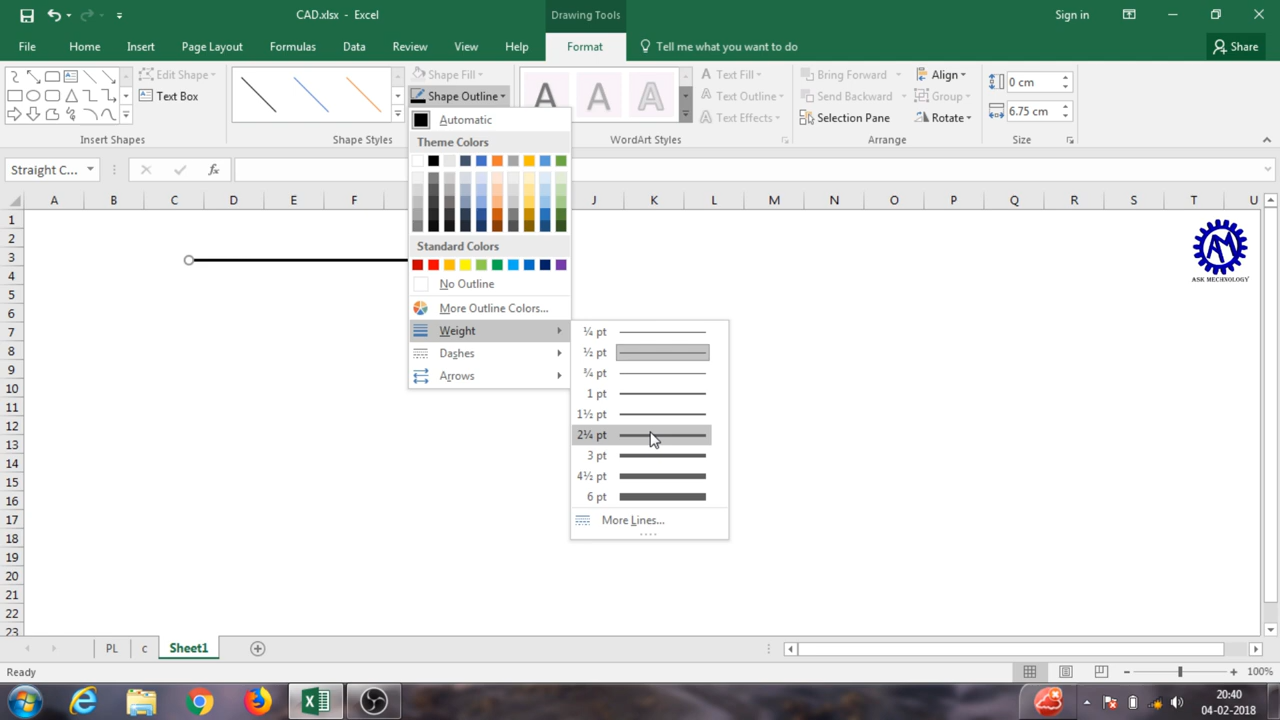 CAD.xlsx - Excel
Drawing Tools
Sign in
File
Home
Insert
Page Layout
Formulas
Data
Review
View
Help
Format
Tell me what you want to do
Share
Edit Shape
Text Box
Insert Shapes
Shape Fill
Shape Outline
Shape Styles
A A A
Text Fill
Text Outline
Text Effects
WordArt Styles
Bring Forward
Send Backward
Selection Pane
Align
Group
Rotate
Arrange
0 cm
6.75 cm
Size
Straight C...
fx
A B C D E F J K L M N O P Q R S T U
1
2
4
5
6
7
8
9
10
11
12
13
14
15
16
17
18
19
20
21
22
23
Automatic
Theme Colors
Standard Colors
No Outline
More Outline Colors...
Weight
Dashes
Arrows
¼ pt
½ pt
¾ pt
1 pt
1½ pt
2¼ pt
3 pt
4½ pt
6 pt
More Lines...
AM
ASK MECHNOLOGY
PL
c
Sheet1
Ready
100%
20:40
04-02-2018